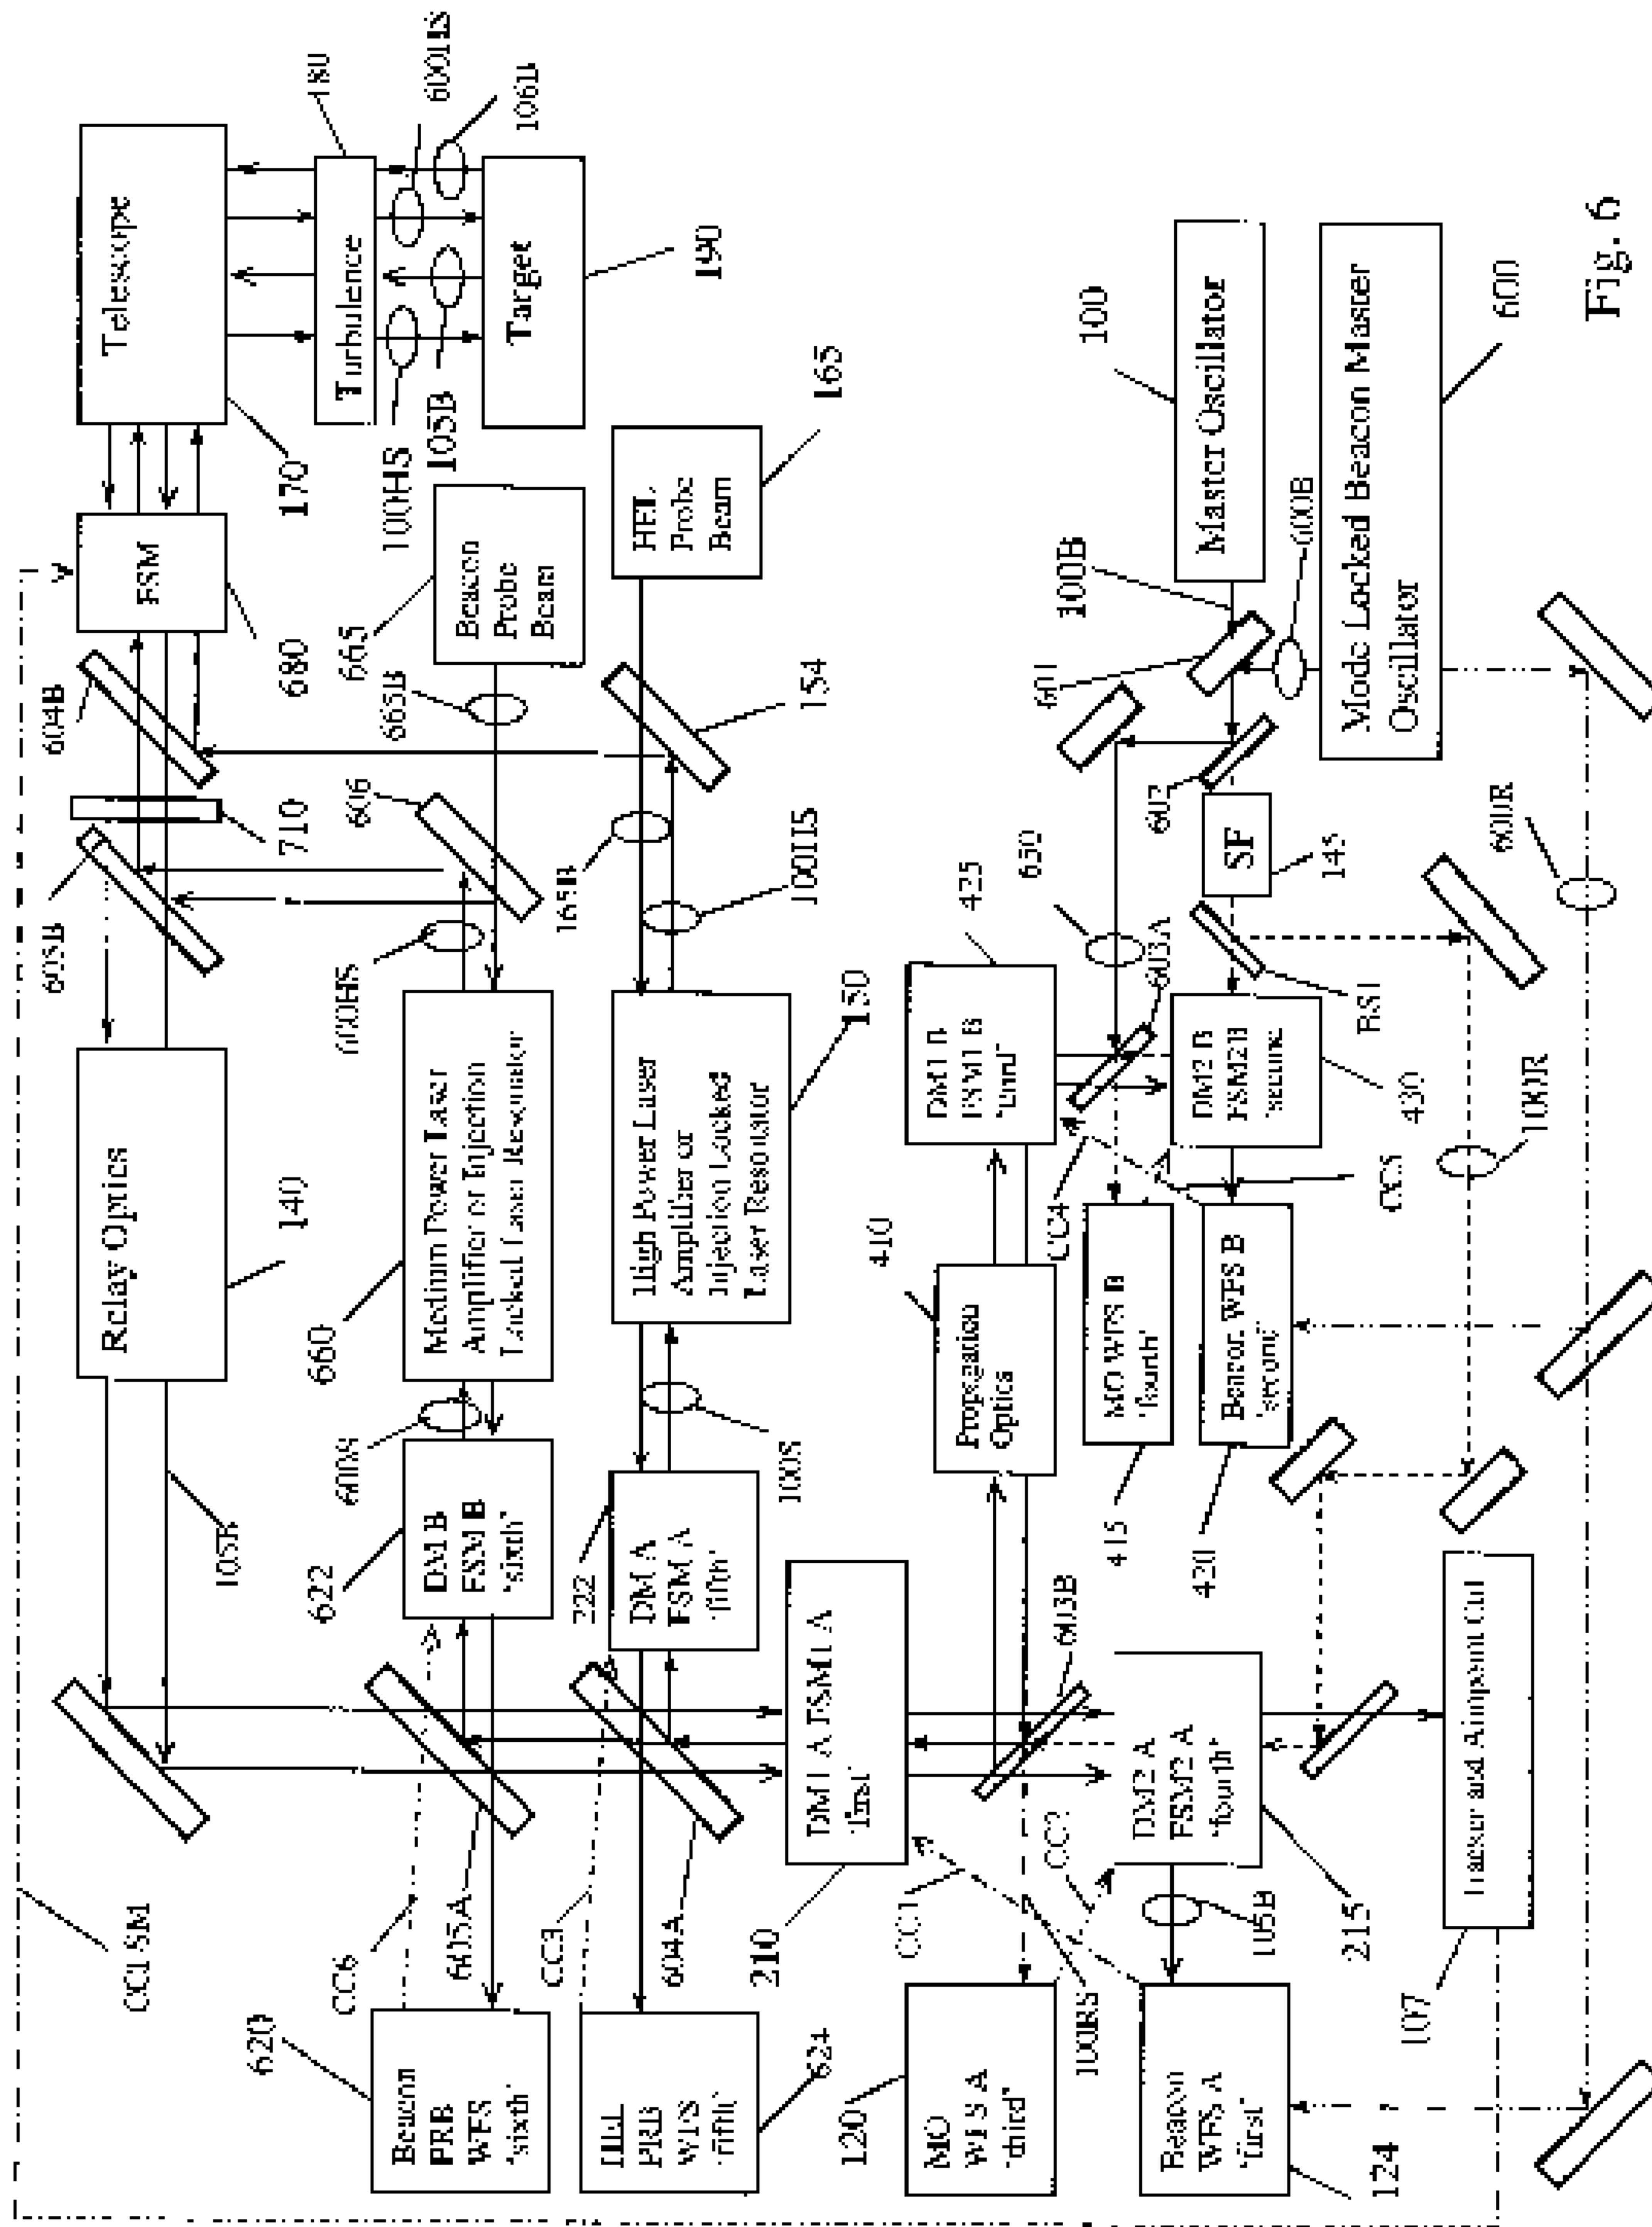 Telescope
Turbulence
Target
180
600HS
106B
190
170
100HS
105B
FSM
680
604B
710
605B
606
Beacon
Probe
Beam
665
665B
HEL
Probe
Beam
165
154
165B
100HS
600HS
Relay Optics
140
105B
Medium Power Laser
Amplifier or Injection
Locked Laser Resonator
660
High Power Laser
Amplifier or
Injection Locked
Laser Resonator
150
600S
100S
DM B
FSM B
"sixth"
622
DM A
FSM A
"fifth"
222
CC1 SM
CC6
605A
CC3
604A
Beacon
PRB
WFS
"sixth"
620
HEL
PRB
WFS
"fifth"
624
DM1 A FSM1 A
"first"
210
Propagation
Optics
410
DM1 B
FSM1 B
"third"
425
650
603A
601
602
100B
Master Oscillator
100
600B
Mode Locked Beacon Master
Oscillator
600
SF
145
BS1
DM2 B
FSM2B
"second"
430
CC4
CC5
MO WFS B
"fourth"
415
Beacon WFS B
"second"
420
100R
600R
603B
DM2 A
FSM2 A
"fourth"
215
CC1
CC2
105B
100RS
MO
WFS A
"third"
120
Beacon
WFS A
"first"
124
Tracker and Aimpoint Ctrl
107
Fig. 6